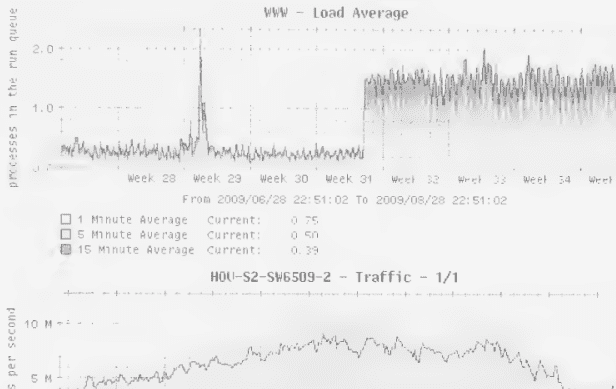 WWW - Load Average
processes in the run queue
2.0
1.0
0.0
Week 28 Week 29 Week 30 Week 31 Week 32 Week 33 Week 34 Week
From 2009/06/28 22:51:02 To 2009/08/28 22:51:02
1 Minute Average Current: 0.75
5 Minute Average Current: 0.50
15 Minute Average Current: 0.39
HOU-S2-SW6509-2 - Traffic - 1/1
s per second
10 M
5 M